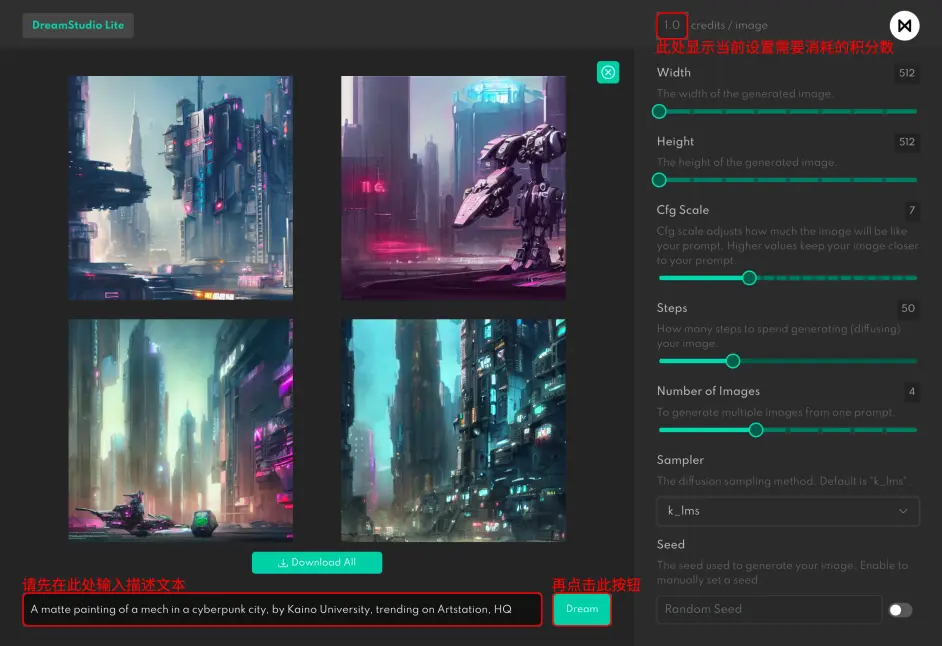 DreamStudio Lite
1.0 credits / image
此处显示当前设置需要消耗的积分数
Width 512
The width of the generated image.
Height 512
The height of the generated image.
Cfg Scale 7
Cfg scale adjusts how much the image will be like
your prompt. Higher values keep your image closer
to your prompt.
Steps 50
How many steps to spend generating (diffusing)
your image.
Number of Images 4
To generate multiple images from one prompt.
Sampler
The diffusion sampling method. Default is "k_lms".
k_lms
Seed
The seed used to generate your image. Enable to
manually set a seed.
Random Seed
Download All
请先在此处输入描述文本
再点击此按钮
A matte painting of a mech in a cyberpunk city, by Kaino University, trending on Artstation, HQ
Dream